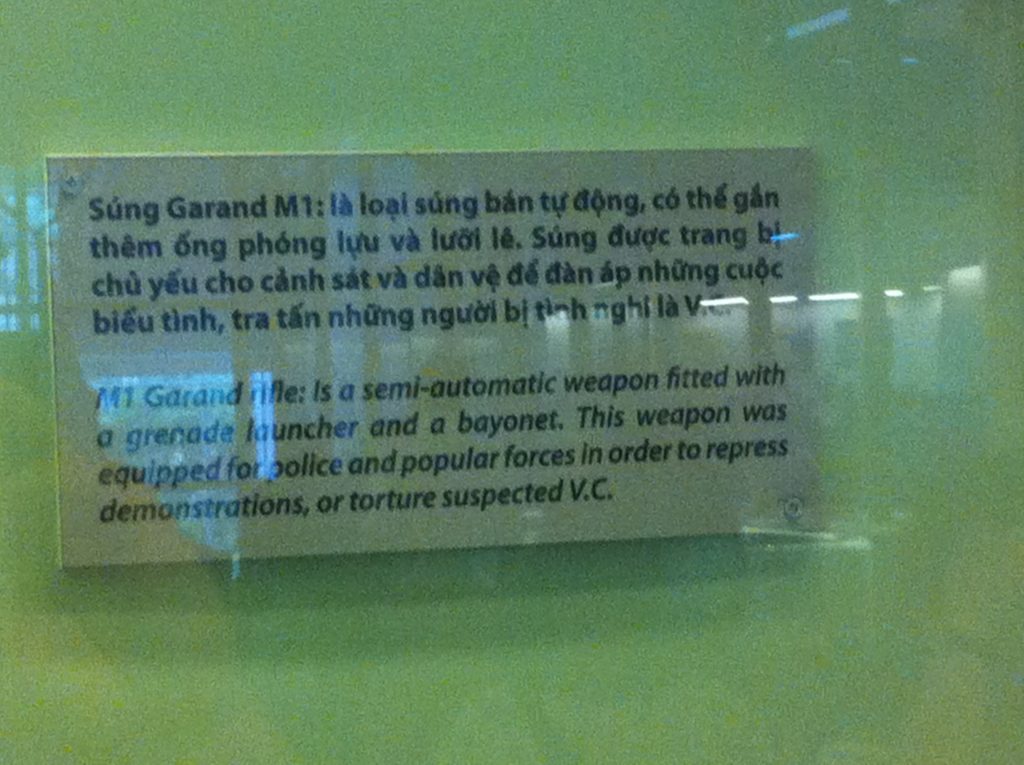 Súng Garand M1: là loại súng bán tự động, có thể gắn
thêm ống phóng lựu và lưỡi lê. Súng được trang bị
chủ yếu cho cảnh sát và dân vệ để đàn áp những cuộc
biểu tình, tra tấn những người bị tình nghi là V.C.
M1 Garand rifle: Is a semi-automatic weapon fitted with
a grenade launcher and a bayonet. This weapon was
equipped for police and popular forces in order to repress
demonstrations, or torture suspected V.C.